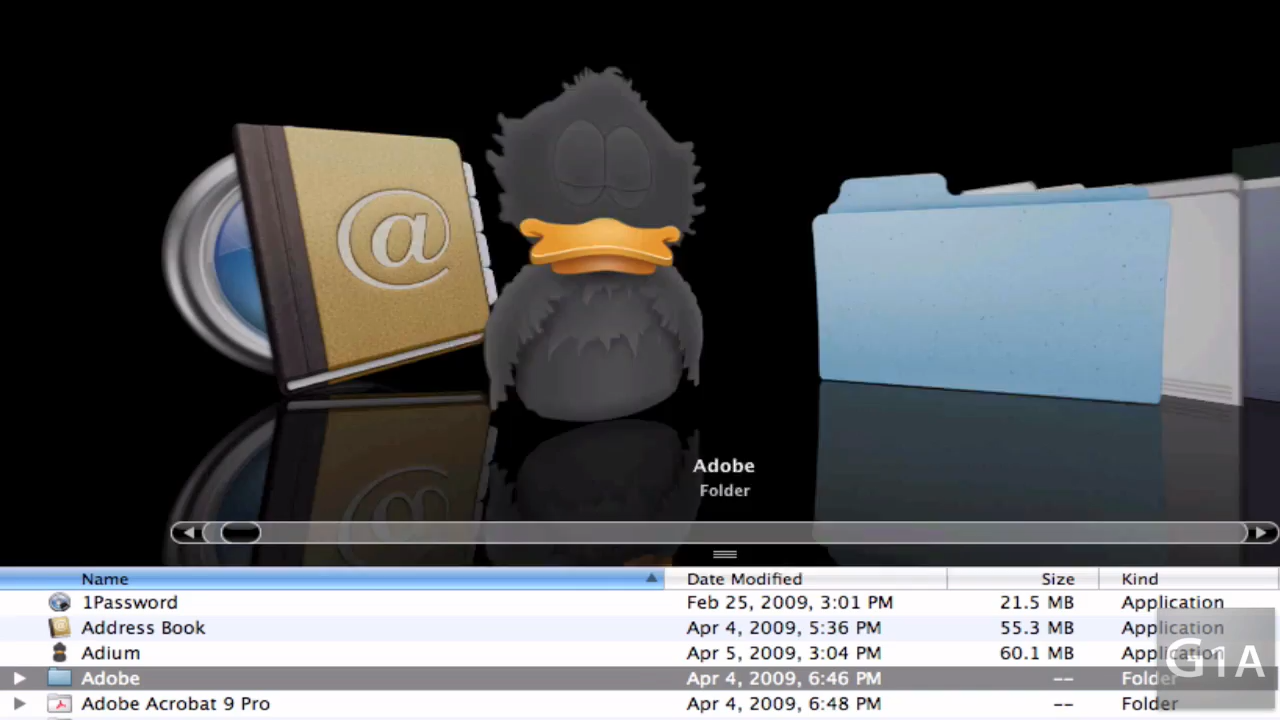 @
Adobe
Folder
Name Date Modified Size Kind
1Password Feb 25, 2009, 3:01 PM 21.5 MB Application
Address Book Apr 4, 2009, 5:36 PM 55.3 MB Application
Adium Apr 5, 2009, 3:04 PM 60.1 MB Application
Adobe Apr 4, 2009, 6:46 PM -- Folder
Adobe Acrobat 9 Pro Apr 4, 2009, 6:48 PM -- Folder
G1A